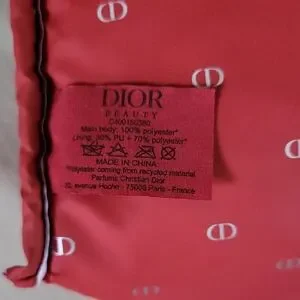 DIOR
BEAUTY
Main body: 100% polyester*
Lining: 30% PU + 70% polyester*
MADE IN CHINA
*Polyester coming from recycled material
Parfums Christian Dior
avenue Hoche - 75008 Paris - France